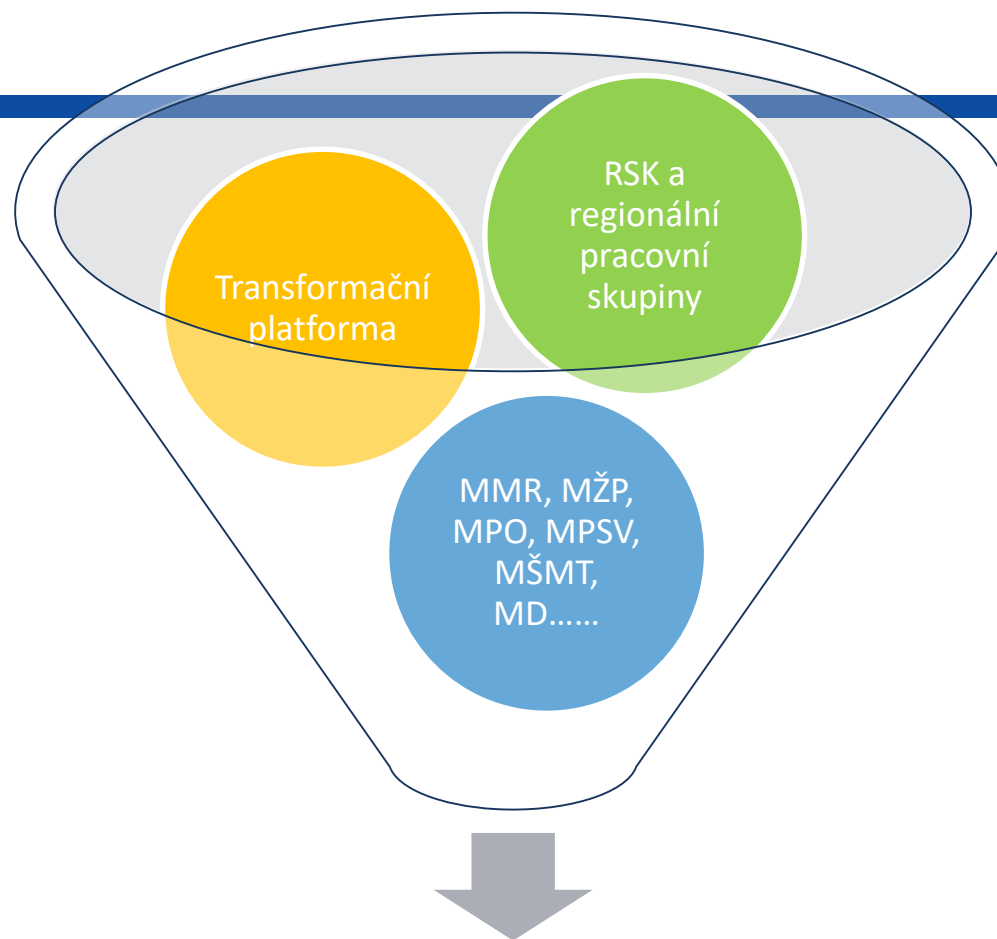 Transformační
platforma
RSK a
regionální
pracovní
skupiny
MMR, MŽP,
MPO, MPSV,
MŠMT,
MD……